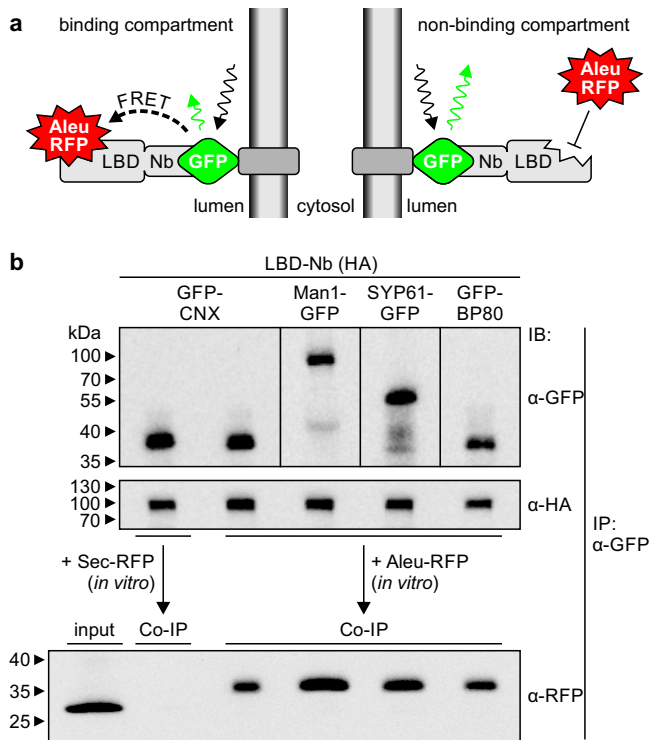 a
binding compartment
non-binding compartment
Aleu
RFP
FRET
LBD
Nb
GFP
lumen
cytosol
lumen
GFP
Nb
LBD
Aleu
RFP
b
LBD-Nb (HA)
GFP-
CNX
Man1-
GFP
SYP61-
GFP
GFP-
BP80
kDa
IB:
100
70
55
40
35
α-GFP
130
100
70
α-HA
IP:
α-GFP
+ Sec-RFP
(in vitro)
+ Aleu-RFP
(in vitro)
input
Co-IP
Co-IP
40
35
25
α-RFP